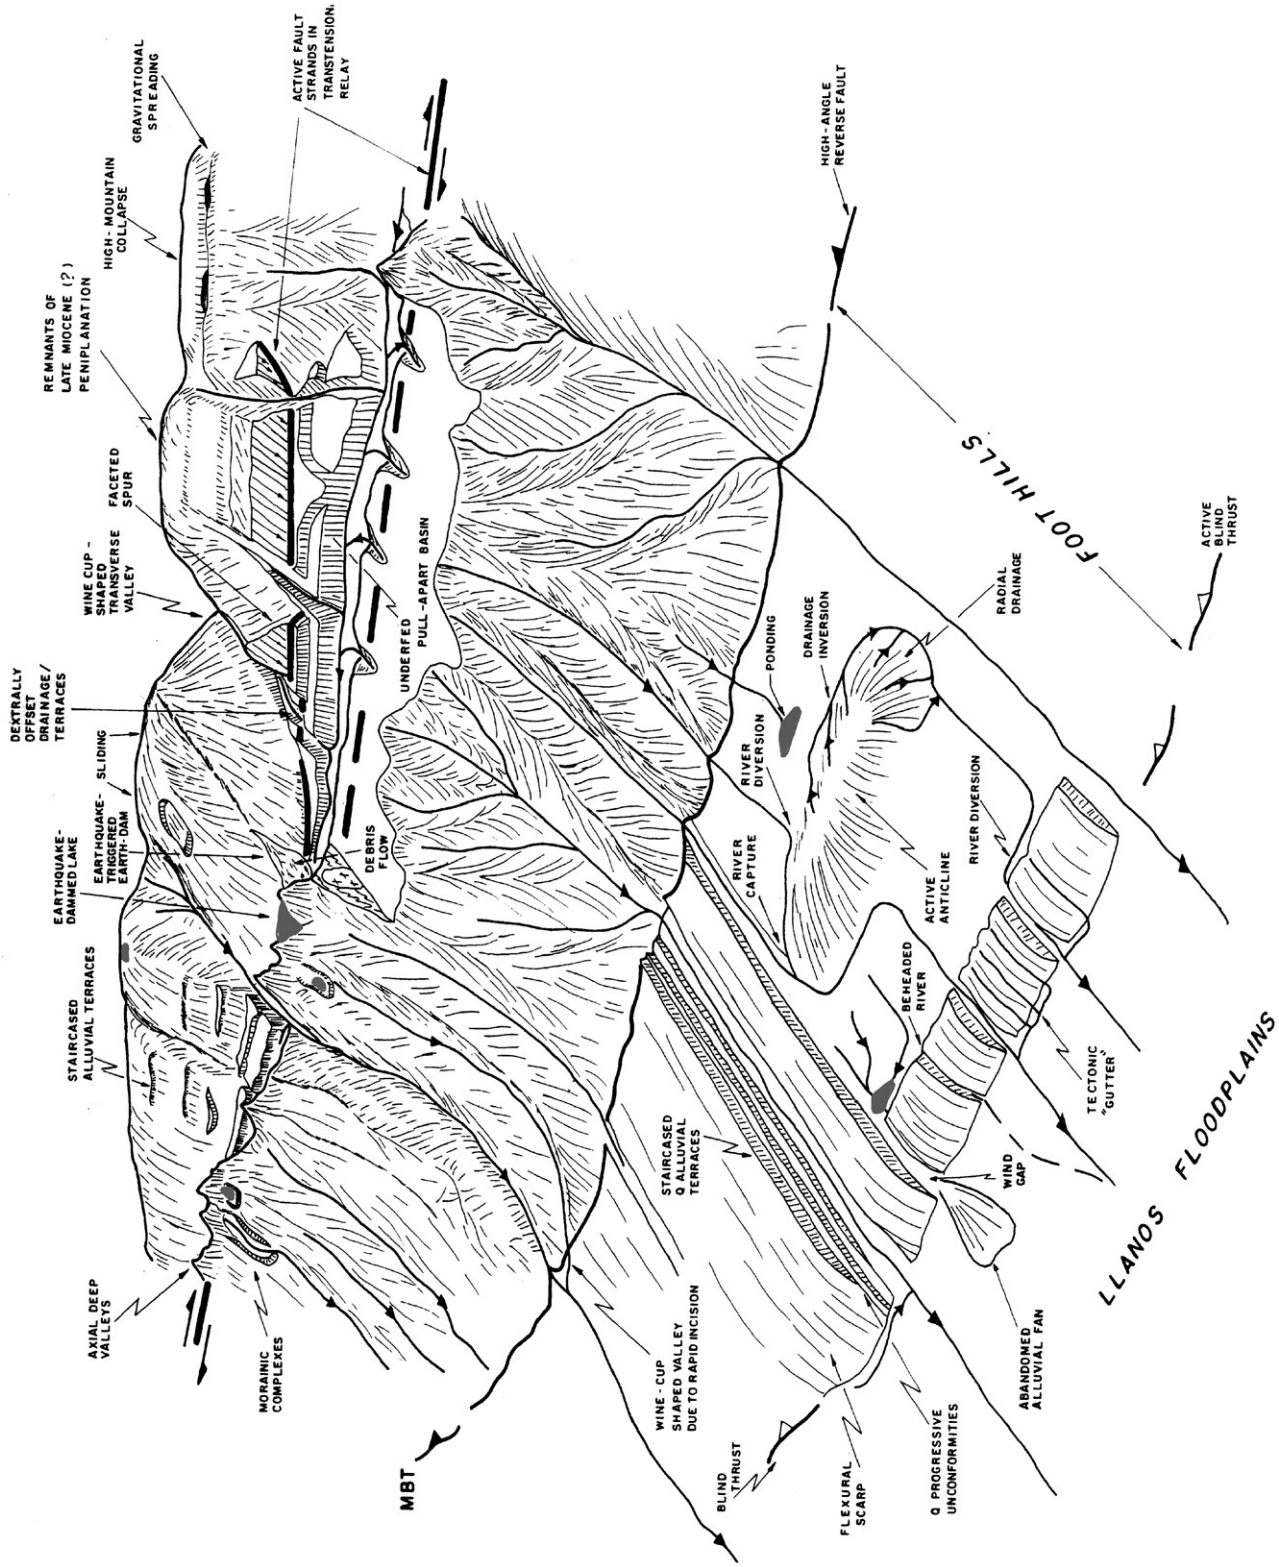 GRAVITATIONAL
SPREADING
HIGH-MOUNTAIN
COLLAPSE
REMNANTS OF
LATE MIOCENE (?)
PENIPLANATION
ACTIVE FAULT
STRANDS IN
TRANSTENSION.
RELAY
FACETED
SPUR
WINE CUP -
SHAPED
TRANSVERSE
VALLEY
DEXTRALLY
OFFSET
DRAINAGE/
TERRACES
SLIDING
EARTHQUAKE-
TRIGGERED
EARTH-DAM
EARTHQUAKE-
DAMMED LAKE
STAIRCASED
ALLUVIAL TERRACES
AXIAL DEEP
VALLEYS
MORAINIC
COMPLEXES
DEBRIS
FLOW
UNDERFED
PULL-APART BASIN
HIGH-ANGLE
REVERSE FAULT
FOOT HILLS
ACTIVE
BLIND
THRUST
RADIAL
DRAINAGE
DRAINAGE
INVERSION
PONDING
RIVER
DIVERSION
RIVER
CAPTURE
ACTIVE
ANTICLINE
RIVER DIVERSION
BEHEADED
RIVER
TECTONIC
"GUTTER"
STAIRCASED
Q ALLUVIAL
TERRACES
WIND
GAP
ABANDOMED
ALLUVIAL FAN
WINE - CUP
SHAPED VALLEY
DUE TO RAPID INCISION
MBT
BLIND
THRUST
FLEXURAL
SCARP
Q PROGRESSIVE
UNCONFORMITIES
LLANOS FLOODPLAINS